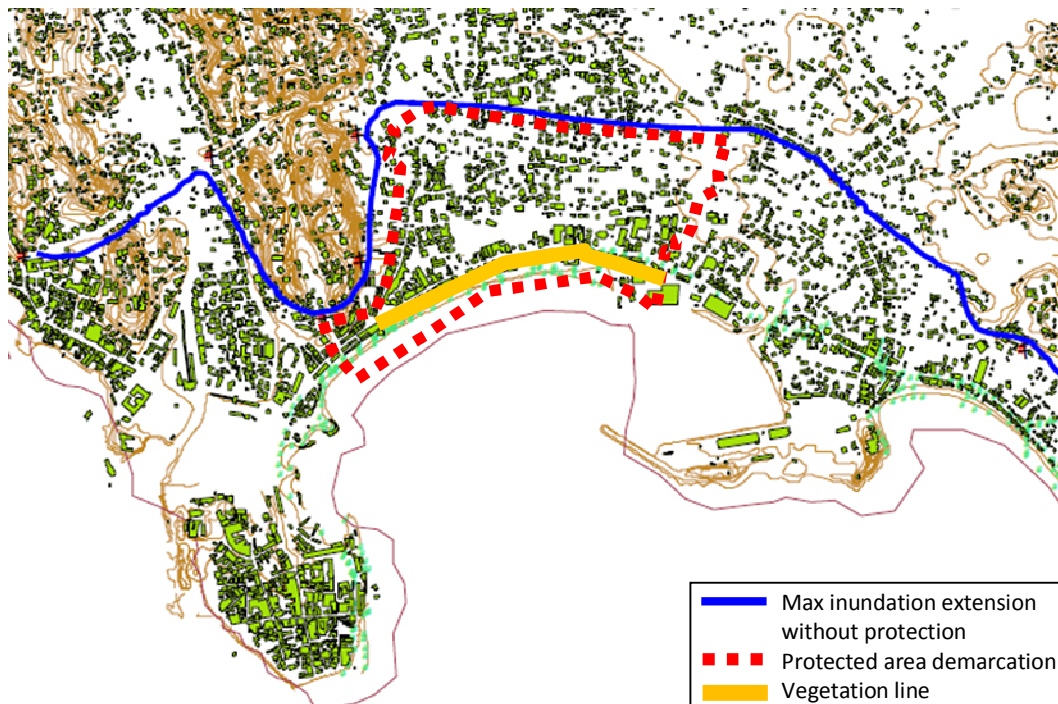 Max inundation extension
without protection
Protected area demarcation
Vegetation line